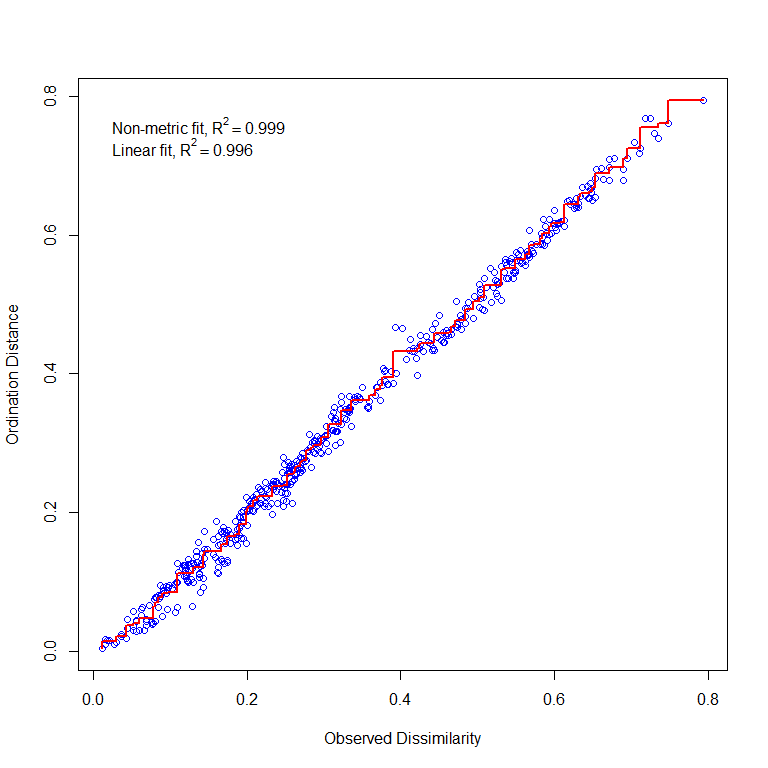 Non-metric fit, R² = 0.999
Linear fit, R² = 0.996
Ordination Distance
0.8
0.6
0.4
0.2
0.0
0.0 0.2 0.4 0.6 0.8
Observed Dissimilarity